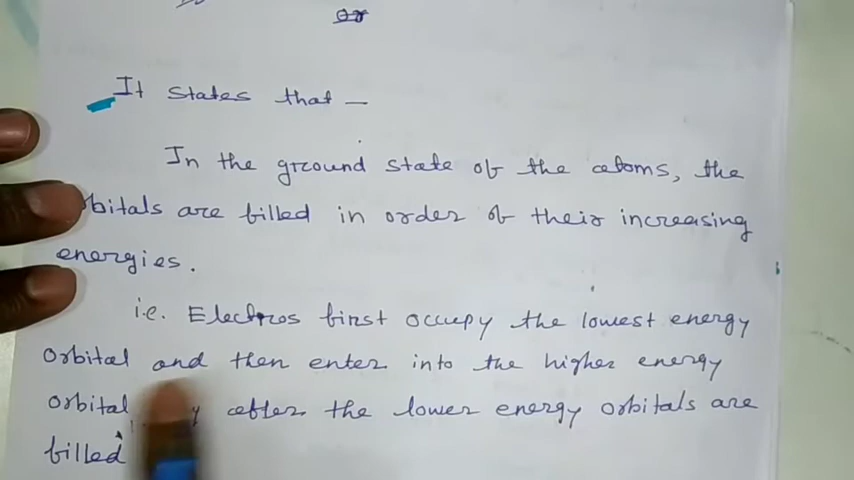 Or
It states that —
In the ground state of the atoms, the
orbitals are filled in order of their increasing
energies.
i.e. Electros first occupy the lowest energy
orbital and then enter into the higher energy
orbital after the lower energy orbitals are
filled